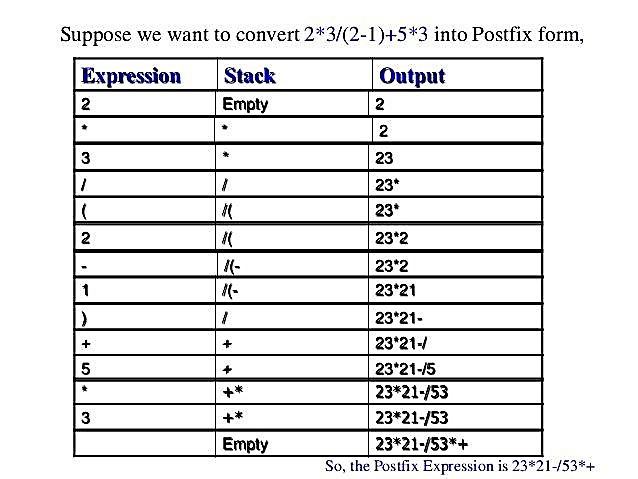 Suppose we want to convert 2*3/(2-1)+5*3 into Postfix form,
Expression Stack Output
2 Empty 2
* * 2
3 * 23
/ / 23*
( /( 23*
2 /( 23*2
- /(- 23*2
1 /(- 23*21
) / 23*21-
+ + 23*21-/
5 + 23*21-/5
* +* 23*21-/53
3 +* 23*21-/53
Empty 23*21-/53*+
So, the Postfix Expression is 23*21-/53*+